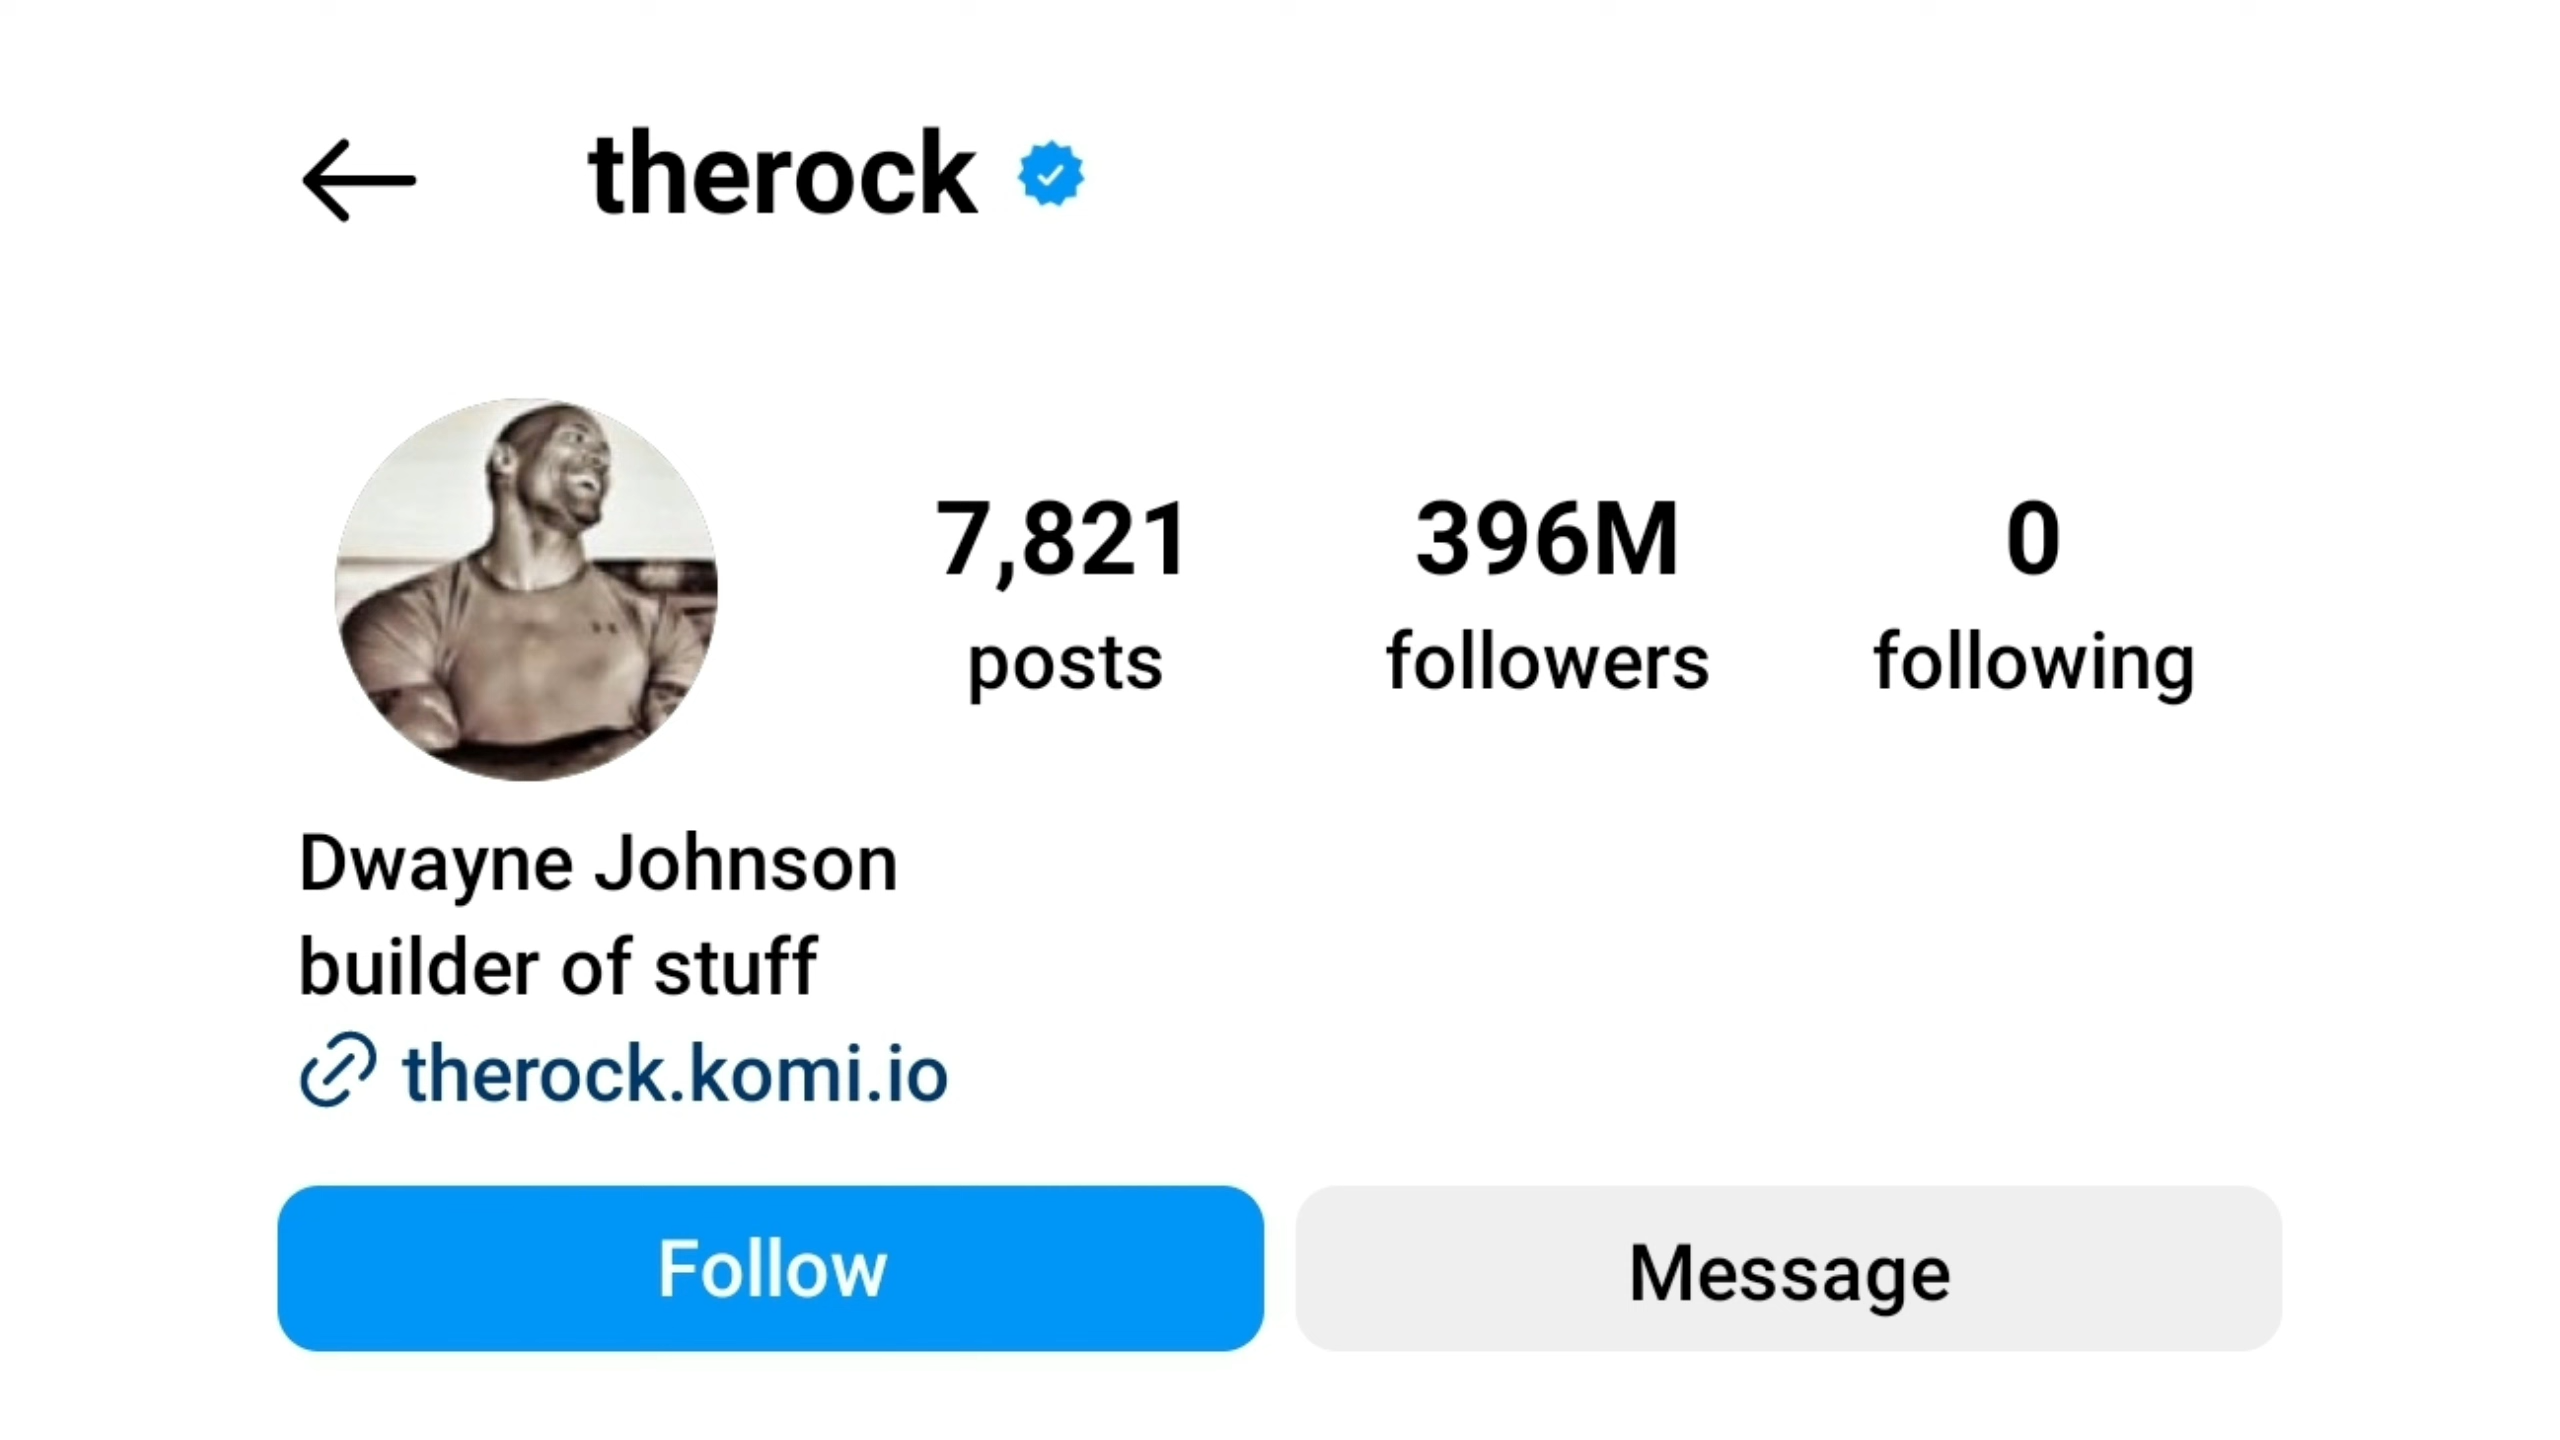 therock
7,821 396M 0
posts followers following
Dwayne Johnson
builder of stuff
therock.komi.io
Follow Message